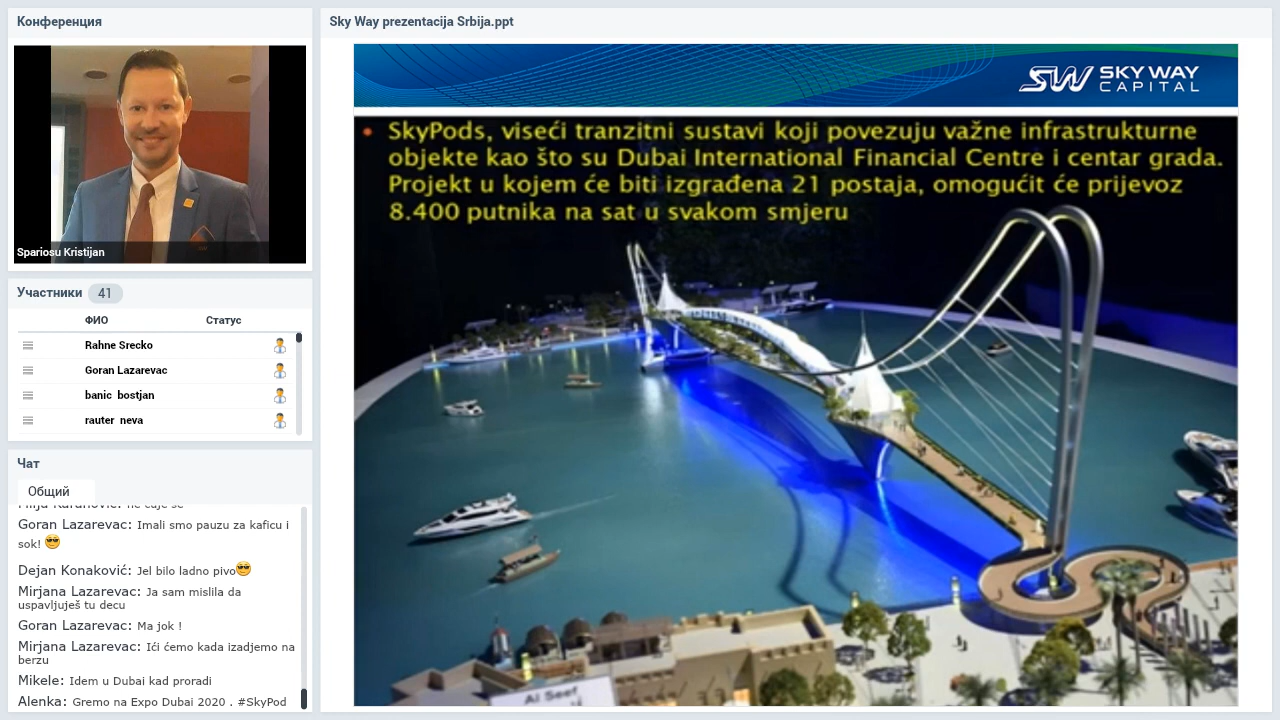 Конференция
Spariosu Kristijan
Участники 41
ФИО Статус
Rahne Srecko
Goran Lazarevac
banic bostjan
rauter neva
Чат
Общий
Goran Lazarevac: Imali smo pauzu za kaficu i
sok!
Dejan Konaković: Jel bilo ladno pivo
Mirjana Lazarevac: Ja sam mislila da
uspavljuješ tu decu
Goran Lazarevac: Ma jok !
Mirjana Lazarevac: Ići ćemo kada izadjemo na
berzu
Mikele: Idem u Dubai kad proradi
Alenka: Gremo na Expo Dubai 2020 . #SkyPod
Sky Way prezentacija Srbija.ppt
SW SKY WAY
CAPITAL
• SkyPods, viseći tranzitni sustavi koji povezuju važne infrastrukturne
objekte kao što su Dubai International Financial Centre i centar grada.
Projekt u kojem će biti izgrađena 21 postaja, omogućit će prijevoz
8.400 putnika na sat u svakom smjeru
Al Seef